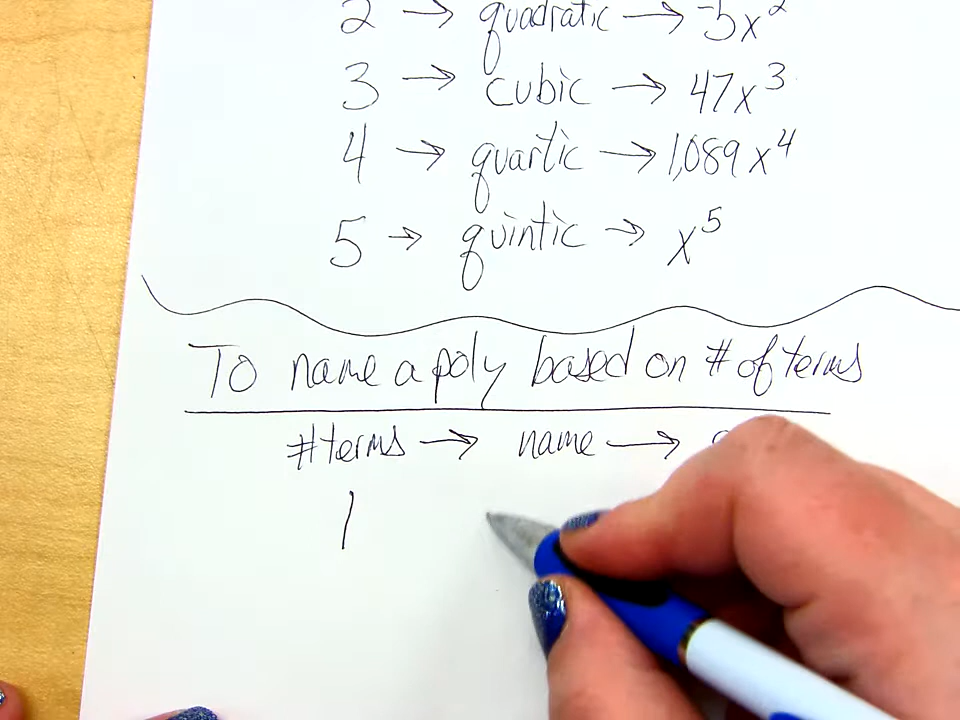 2 → quadratic → -5x²
3 → cubic → 47x³
4 → quartic → 1,089x⁴
5 → quintic → x⁵
To name a poly based on # of terms
# terms → name →
1